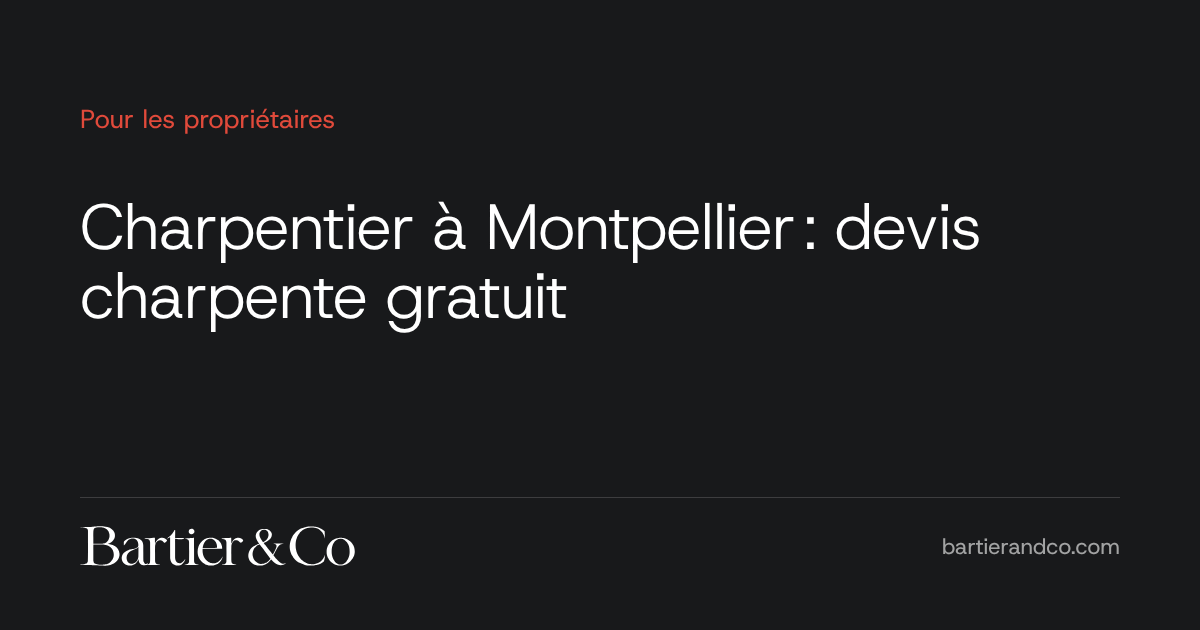 Pour les propriétaires
Charpentier à Montpellier : devis
charpente gratuit
Bartier & Co
bartierandco.com